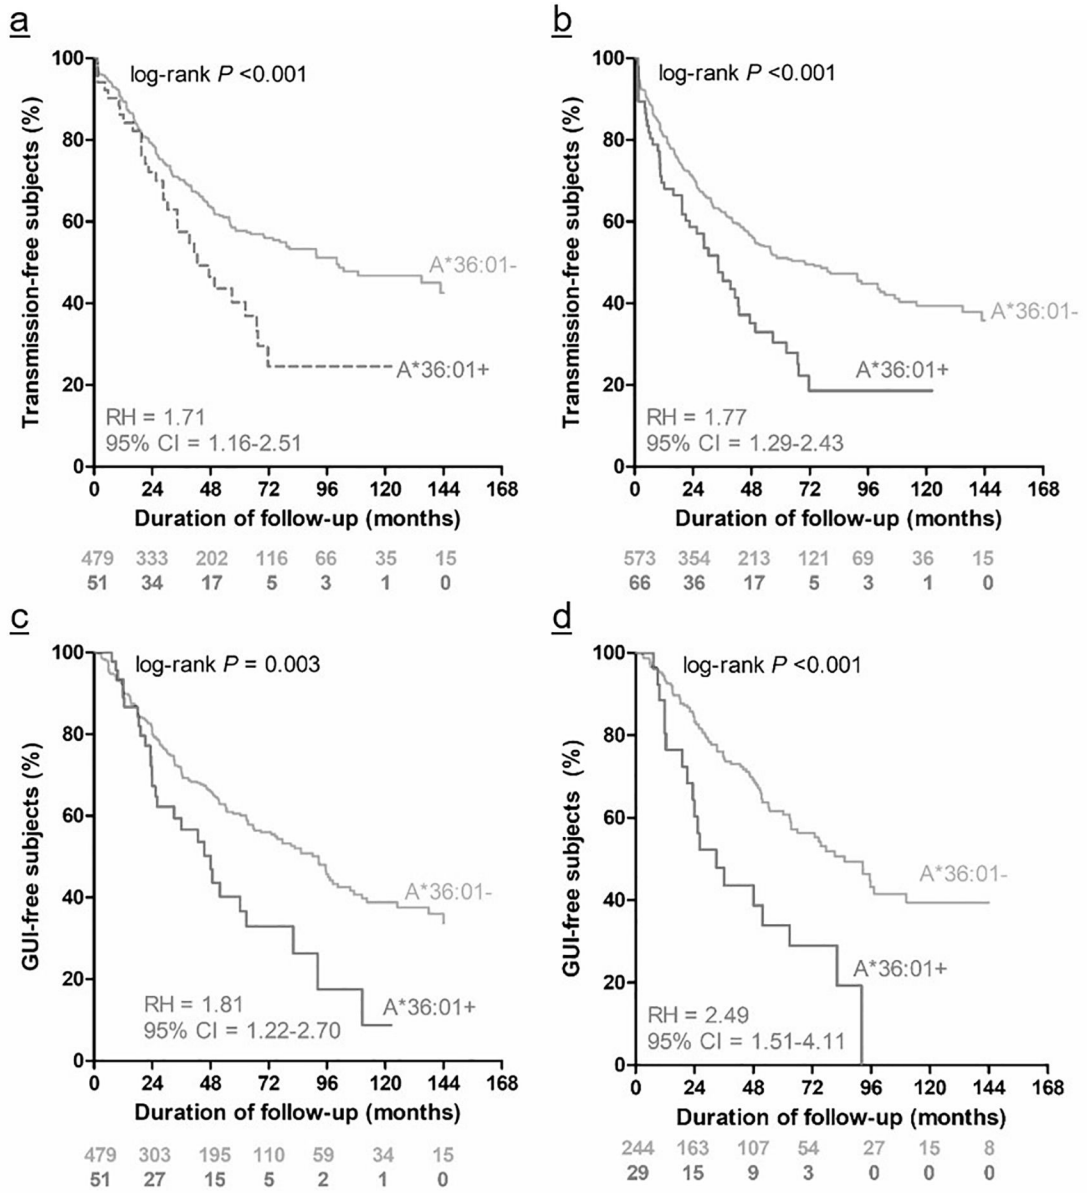 a
log-rank P <0.001
Transmission-free subjects (%)
100
80
60
40
20
0
A*36:01-
A*36:01+
RH = 1.71
95% CI = 1.16-2.51
0 24 48 72 96 120 144 168
Duration of follow-up (months)
479 333 202 116 66 35 15
51 34 17 5 3 1 0
b
log-rank P <0.001
Transmission-free subjects (%)
100
80
60
40
20
0
A*36:01-
A*36:01+
RH = 1.77
95% CI = 1.29-2.43
0 24 48 72 96 120 144 168
Duration of follow-up (months)
573 354 213 121 69 36 15
66 36 17 5 3 1 0
c
log-rank P = 0.003
GUI-free subjects (%)
100
80
60
40
20
0
A*36:01-
A*36:01+
RH = 1.81
95% CI = 1.22-2.70
0 24 48 72 96 120 144 168
Duration of follow-up (months)
479 303 195 110 59 34 15
51 27 15 5 2 1 0
d
log-rank P <0.001
GUI-free subjects (%)
100
80
60
40
20
0
A*36:01-
A*36:01+
RH = 2.49
95% CI = 1.51-4.11
0 24 48 72 96 120 144 168
Duration of follow-up (months)
244 163 107 54 27 15 8
29 15 9 3 0 0 0